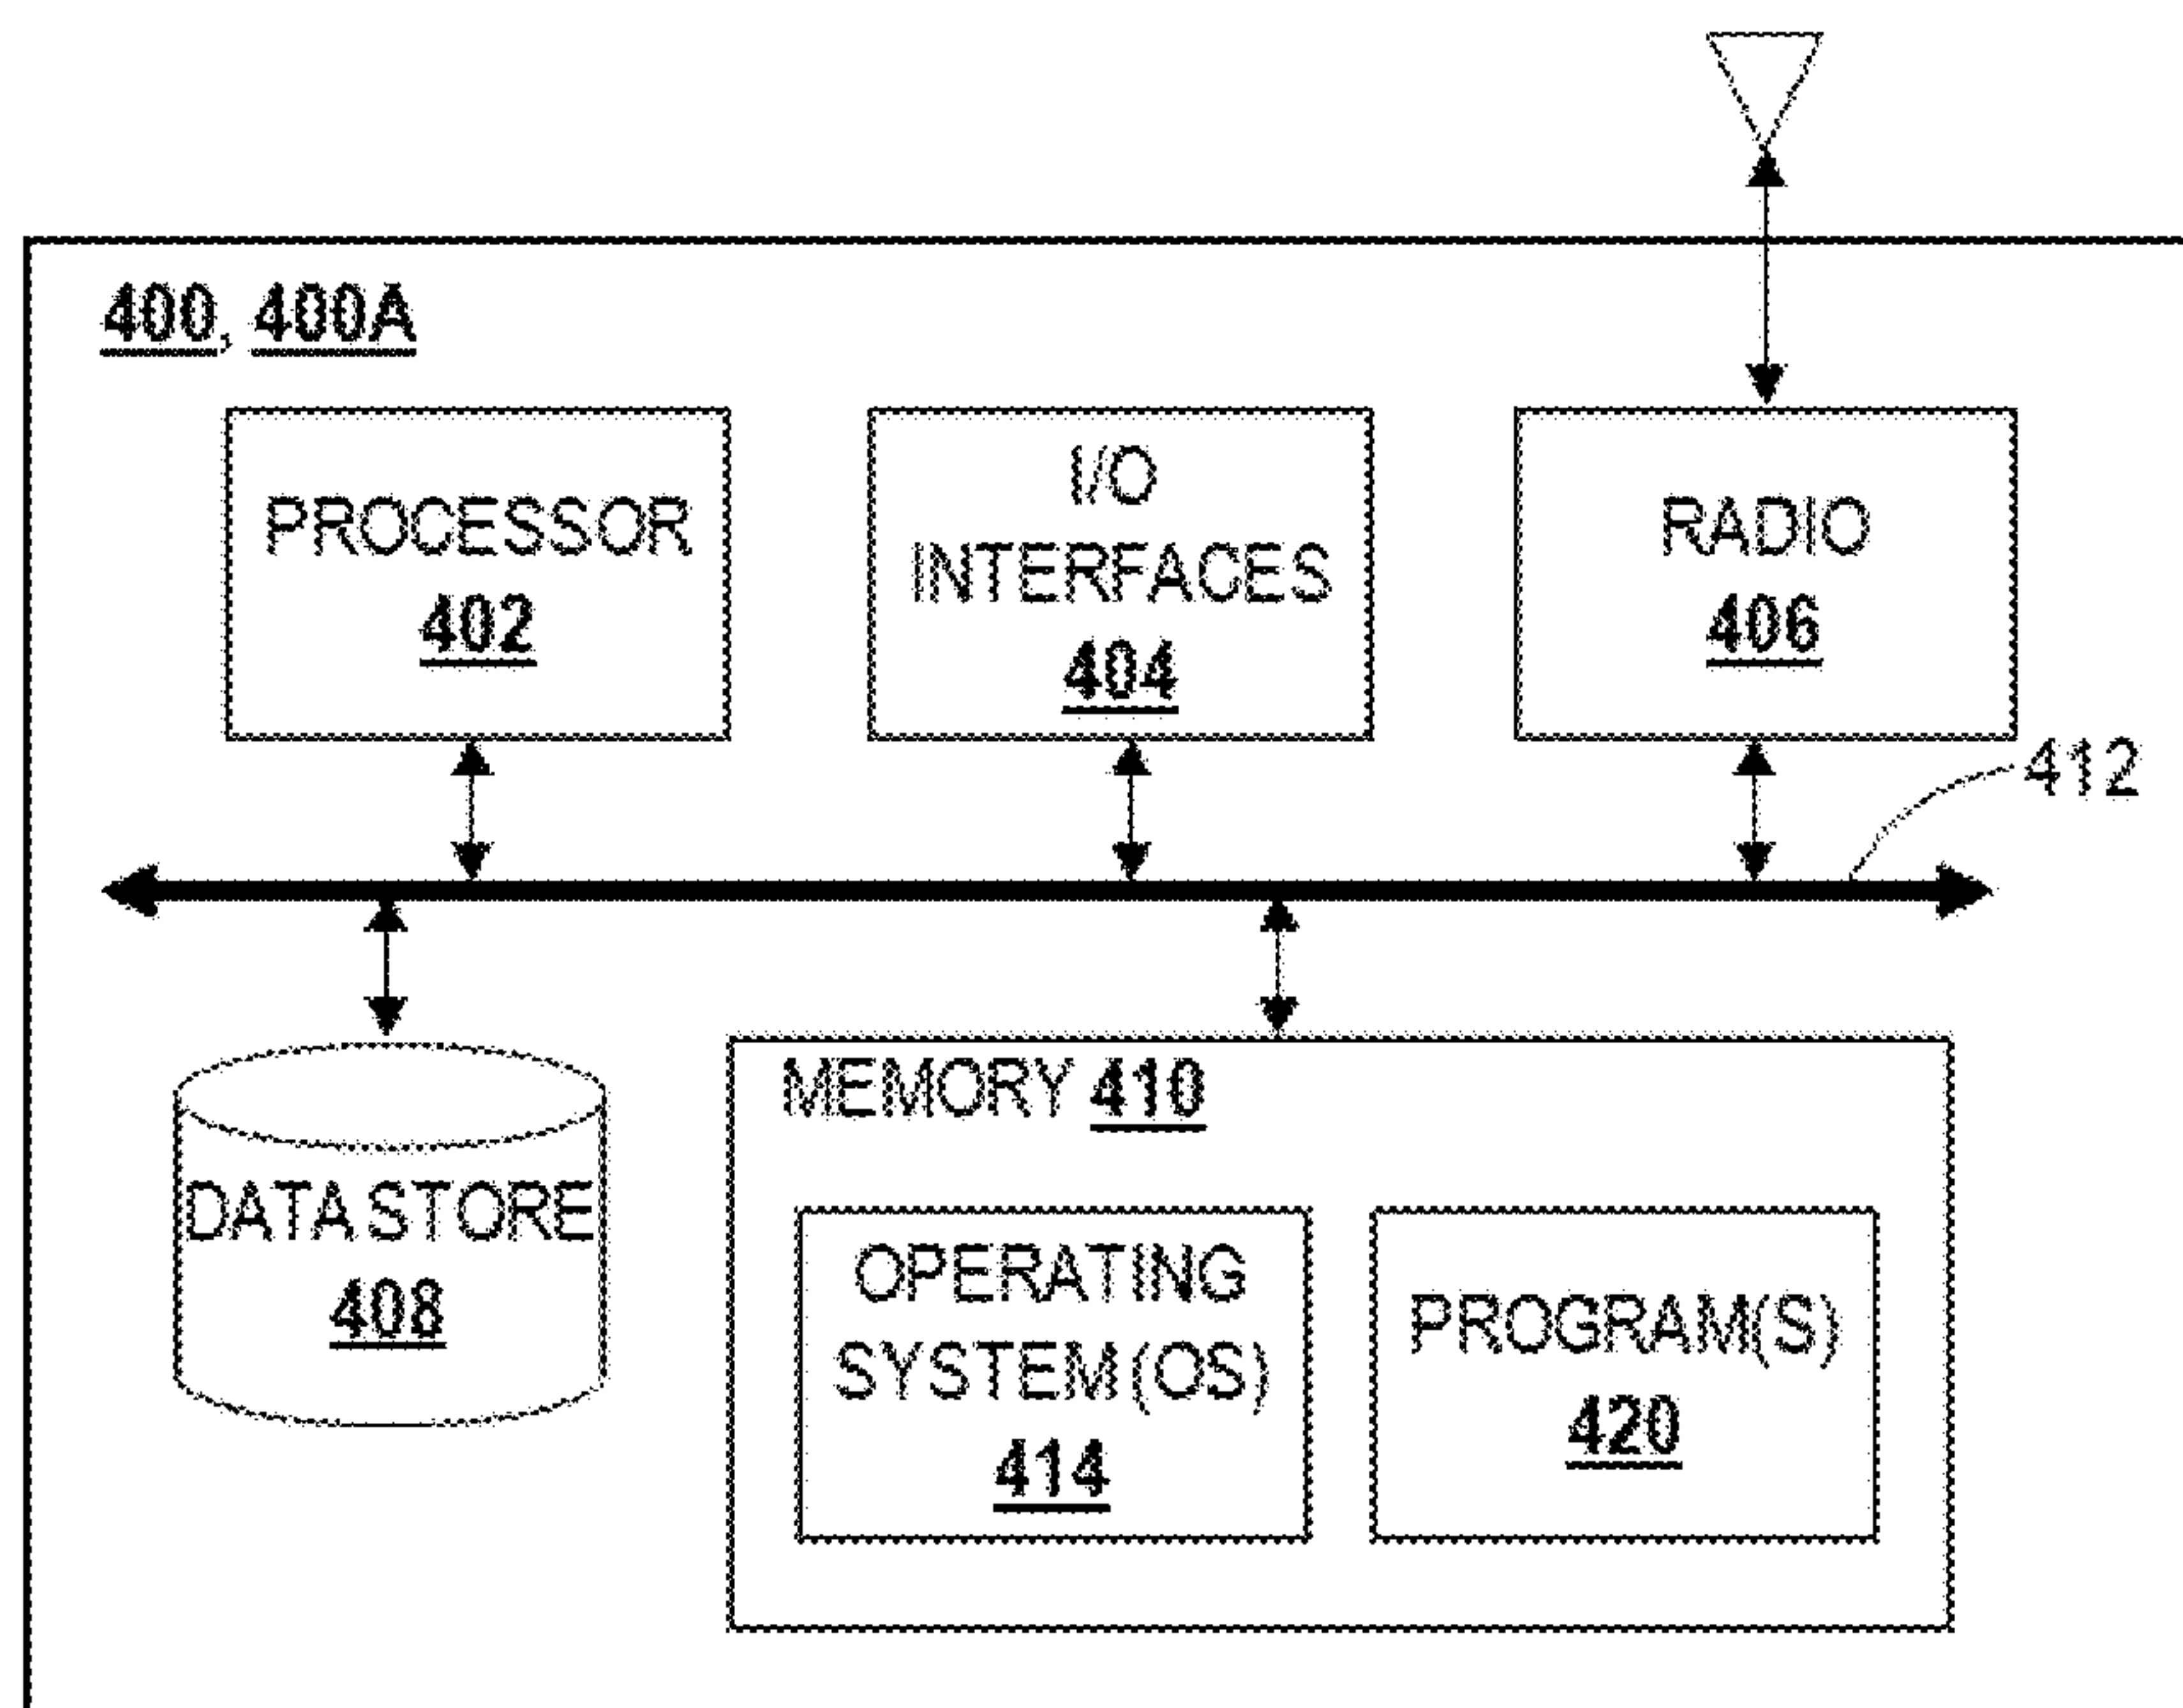 400, 400A
PROCESSOR
402
I/O
INTERFACES
404
RADIO
406
412
DATA STORE
408
MEMORY 410
OPERATING
SYSTEM (OS)
414
PROGRAM(S)
420